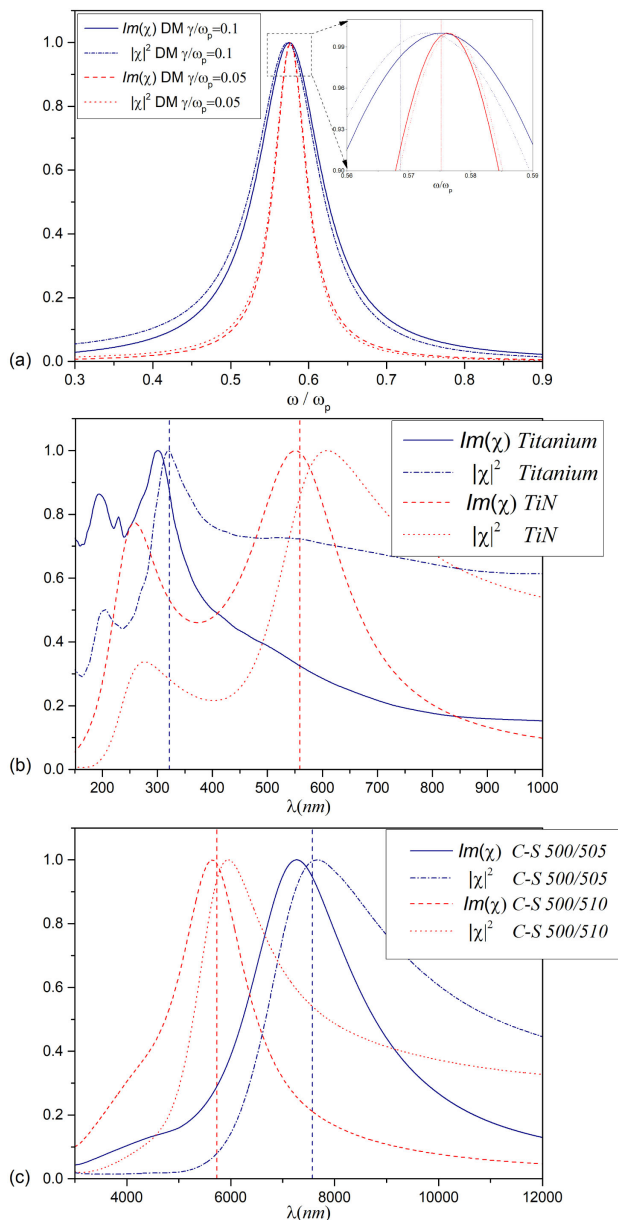 Im(χ) DM γ/ωp=0.1
|χ|² DM γ/ωp=0.1
Im(χ) DM γ/ωp=0.05
|χ|² DM γ/ωp=0.05
1.0
0.8
0.6
0.4
0.2
0.0
0.99
0.96
0.93
0.90
0.56 0.57 0.58 0.59
ω/ωp
(a)
0.3 0.4 0.5 0.6 0.7 0.8 0.9
ω / ωp
Im(χ) Titanium
|χ|² Titanium
Im(χ) TiN
|χ|² TiN
1.0
0.8
0.6
0.4
0.2
0.0
(b)
200 300 400 500 600 700 800 900 1000
λ(nm)
Im(χ) C-S 500/505
|χ|² C-S 500/505
Im(χ) C-S 500/510
|χ|² C-S 500/510
1.0
0.8
0.6
0.4
0.2
0.0
(c)
4000 6000 8000 10000 12000
λ(nm)